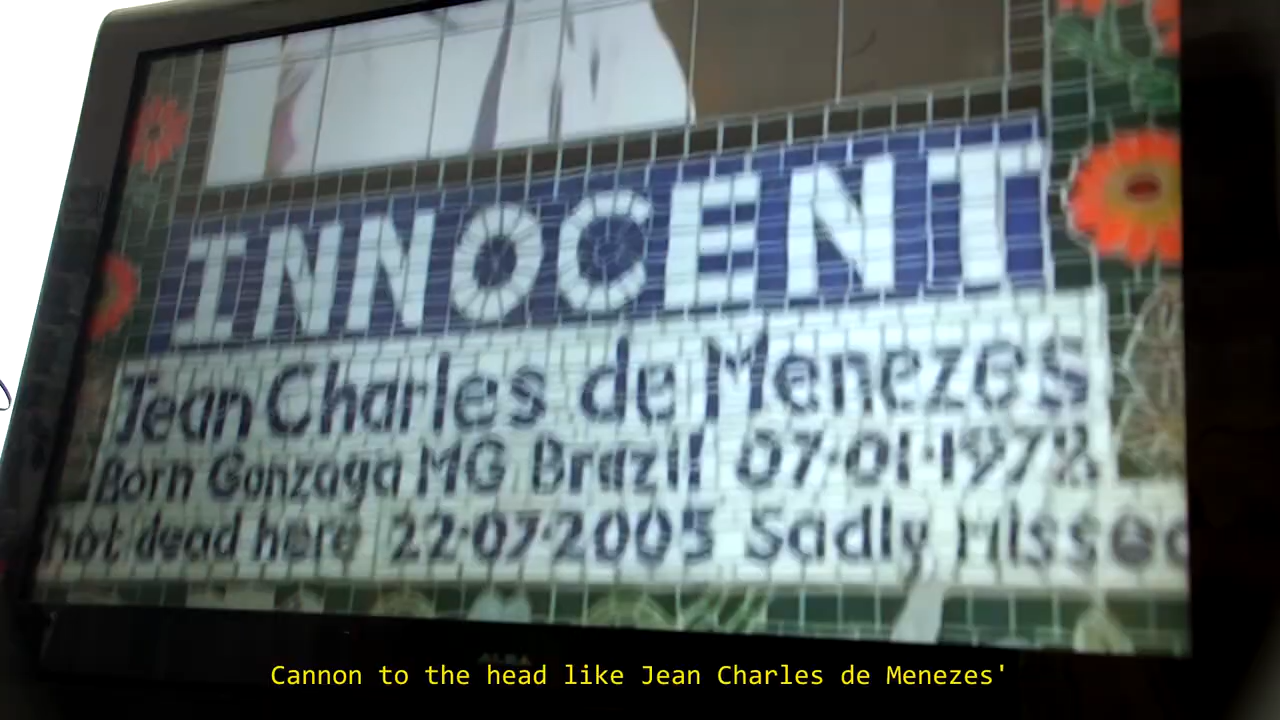 INNOCENT
Jean Charles de Menezes
Born Gonzaga MG Brazil 07·01·1978
hot dead here 22·07·2005 Sadly Missed
ALBA
Cannon to the head like Jean Charles de Menezes'